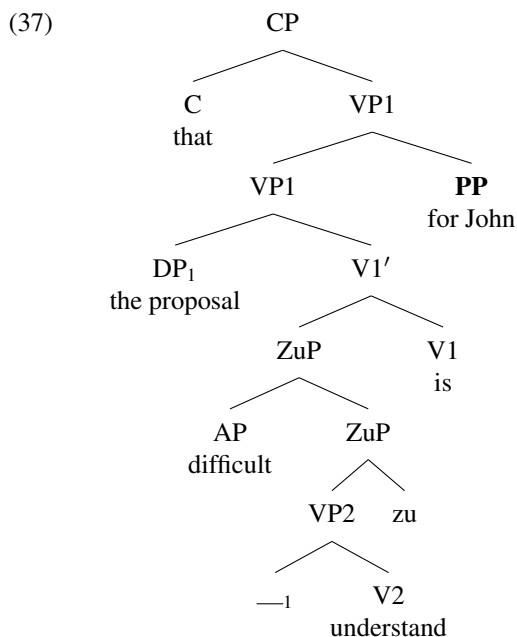 (37) CP
C VP1
that
VP1 PP
for John
DP₁ V1′
the proposal
ZuP V1
is
AP ZuP
difficult
VP2 zu
—₁ V2
understand